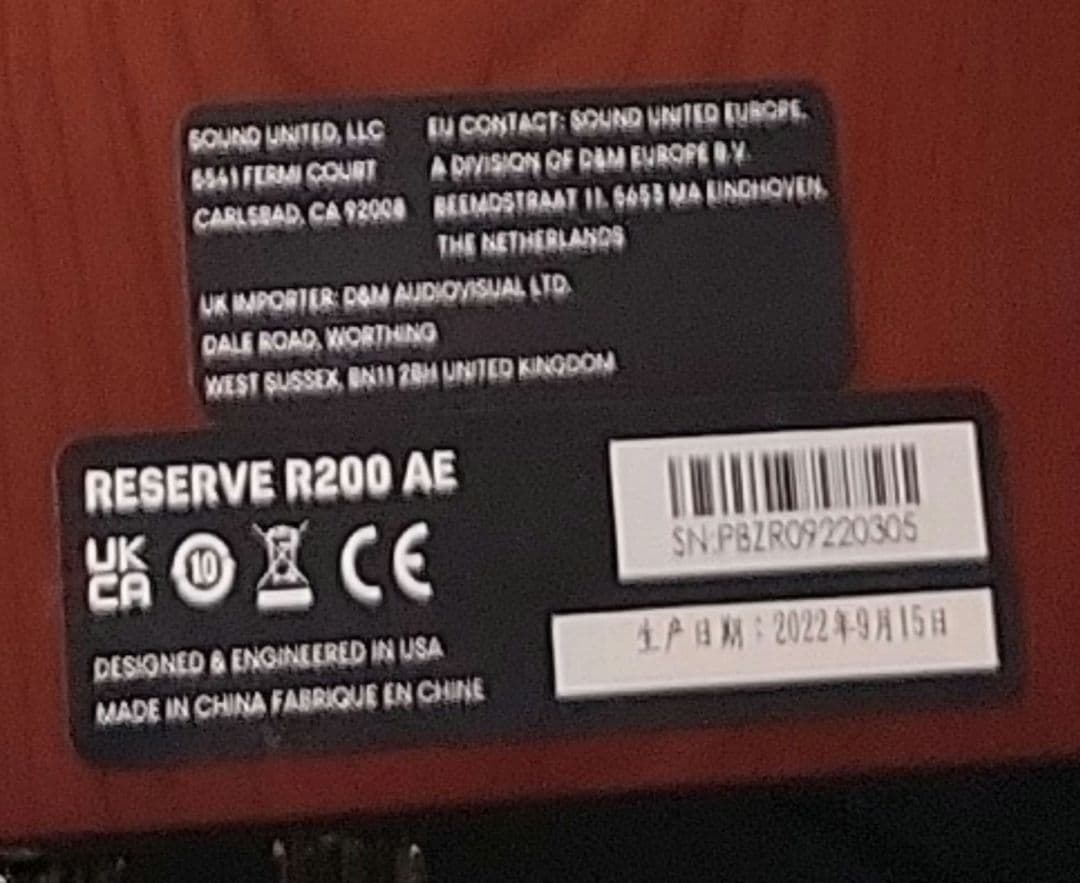 SOUND UNITED, LLC
5541 FERMI COURT
CARLSBAD, CA 92008
EU CONTACT: SOUND UNITED EUROPE,
A DIVISION OF D&M EUROPE B.V.
BEEMDSTRAAT 11, 5653 MA EINDHOVEN,
THE NETHERLANDS
UK IMPORTER: D&M AUDIOVISUAL LTD.
DALE ROAD, WORTHING
WEST SUSSEX, BN11 2BH UNITED KINGDOM
RESERVE R200 AE
UK
CA
10
CE
DESIGNED & ENGINEERED IN USA
MADE IN CHINA FABRIQUE EN CHINE
SN:PBZR09220305
生产日期：2022年9月15日